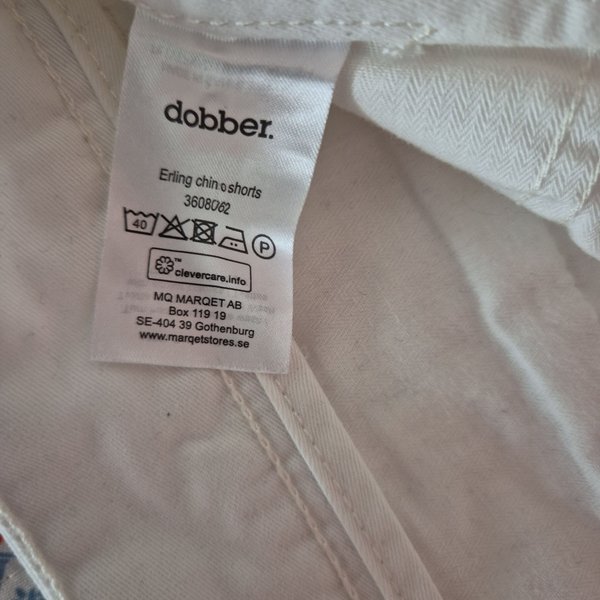 dobber.
Erling chino shorts
3608062
40
P
™
clevercare.info
MQ MARQET AB
Box 119 19
SE-404 39 Gothenburg
www.marqetstores.se